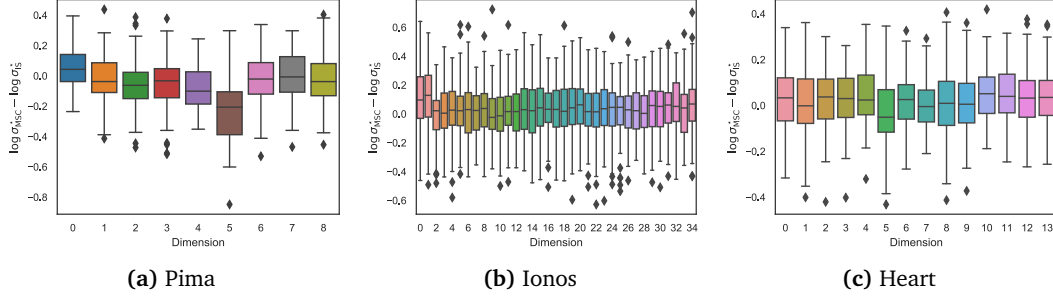 log σ*MSC − log σ*IS
0.4
0.2
0.0
−0.2
−0.4
−0.6
−0.8
0 1 2 3 4 5 6 7 8
Dimension
(a) Pima
log σ*MSC − log σ*IS
0.6
0.4
0.2
0.0
−0.2
−0.4
−0.6
0 2 4 6 8 10 12 14 16 18 20 22 24 26 28 30 32 34
Dimension
(b) Ionos
log σ*MSC − log σ*IS
0.4
0.2
0.0
−0.2
−0.4
0 1 2 3 4 5 6 7 8 9 10 11 12 13
Dimension
(c) Heart